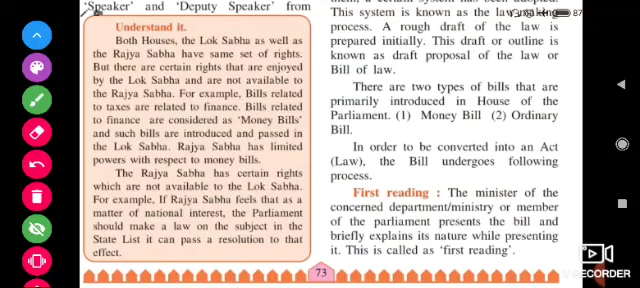 'Speaker' and 'Deputy Speaker' from
Understand it.
Both Houses, the Lok Sabha as well as
the Rajya Sabha have same set of rights.
But there are certain rights that are enjoyed
by the Lok Sabha and are not available to
the Rajya Sabha. For example, Bills related
to taxes are related to finance. Bills related
to finance are considered as 'Money Bills'
and such bills are introduced and passed in
the Lok Sabha. Rajya Sabha has limited
powers with respect to money bills.
The Rajya Sabha has certain rights
which are not available to the Lok Sabha.
For example, If Rajya Sabha feels that as a
matter of national interest, the Parliament
should make a law on the subject in the
State List it can pass a resolution to that
effect.
This system is known as the law making
process. A rough draft of the law is
prepared initially. This draft or outline is
known as draft proposal of the law or
Bill of law.
There are two types of bills that are
primarily introduced in House of the
Parliament. (1) Money Bill (2) Ordinary
Bill.
In order to be converted into an Act
(Law), the Bill undergoes following
process.
First reading : The minister of the
concerned department/ministry or member
of the parliament presents the bill and
briefly explains its nature while presenting
it. This is called as 'first reading'.
73
87
RECORDER